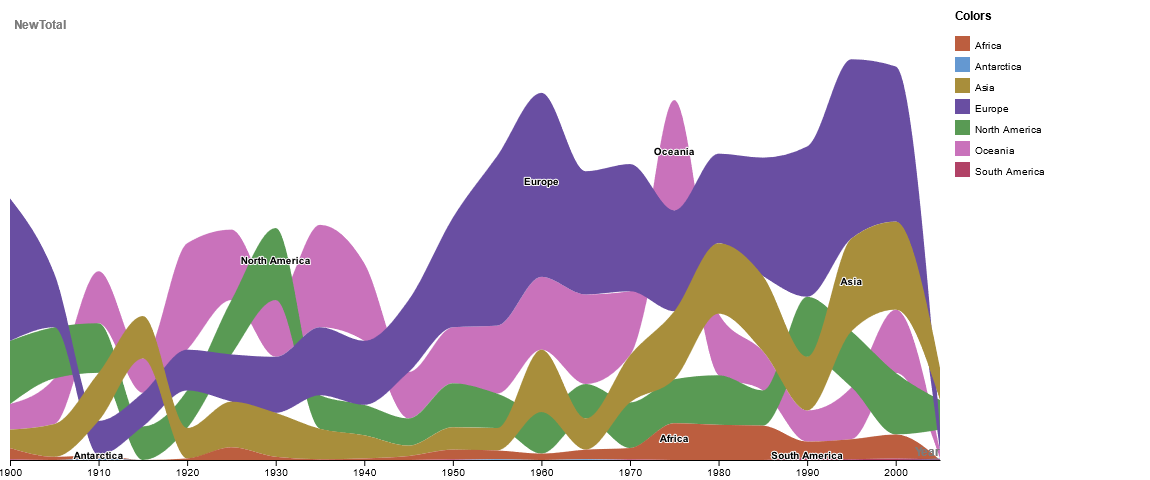 NewTotal
Colors
Africa
Antarctica
Asia
Europe
North America
Oceania
South America
Oceania
Europe
North America
Asia
Africa
Antarctica
South America
Year
1900 1910 1920 1930 1940 1950 1960 1970 1980 1990 2000